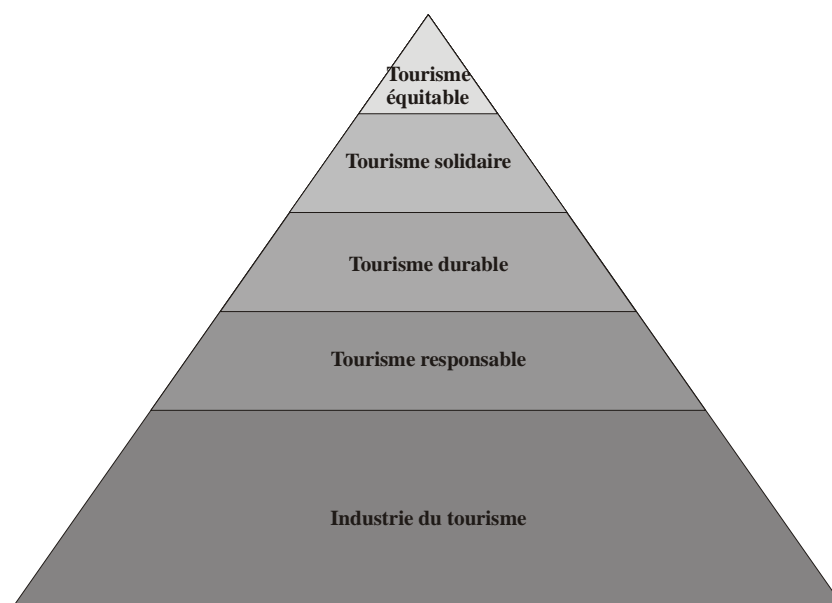 Tourisme
équitable
Tourisme solidaire
Tourisme durable
Tourisme responsable
Industrie du tourisme